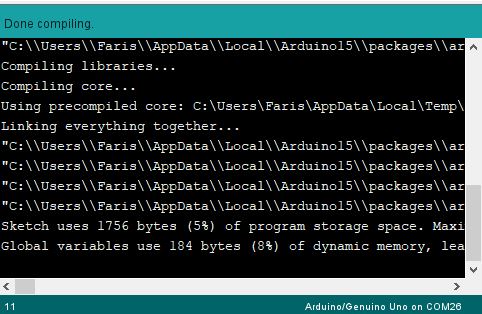 Done compiling.
"C:\\Users\\Faris\\AppData\\Local\\Arduino15\\packages\\ar
Compiling libraries...
Compiling core...
Using precompiled core: C:\Users\Faris\AppData\Local\Temp\
Linking everything together...
"C:\\Users\\Faris\\AppData\\Local\\Arduino15\\packages\\ar
"C:\\Users\\Faris\\AppData\\Local\\Arduino15\\packages\\ar
"C:\\Users\\Faris\\AppData\\Local\\Arduino15\\packages\\ar
"C:\\Users\\Faris\\AppData\\Local\\Arduino15\\packages\\ar
Sketch uses 1756 bytes (5%) of program storage space. Maxi
Global variables use 184 bytes (8%) of dynamic memory, lea
11 Arduino/Genuino Uno on COM26